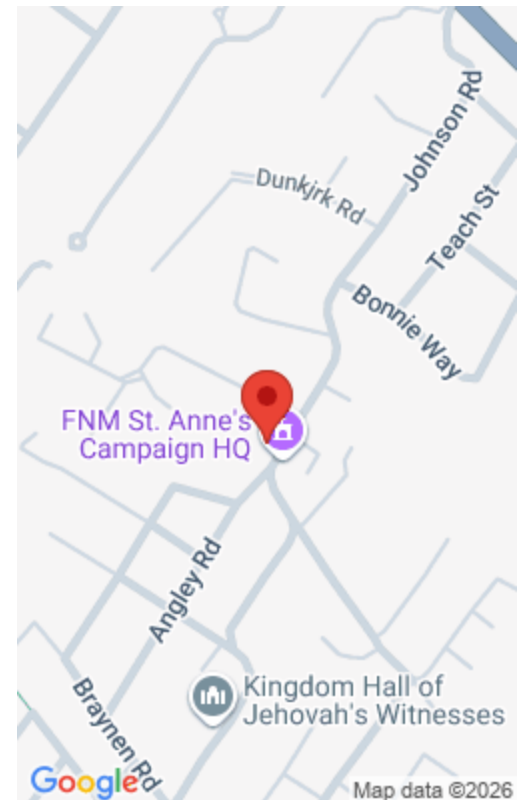 Johnson Rd
Dunkjrk Rd
Teach St
Bonnie Way
FNM St. Anne's
Campaign HQ
Angley Rd
Kingdom Hall of
Jehovah's Witnesses
Braynen Rd
Google
Map data ©2026